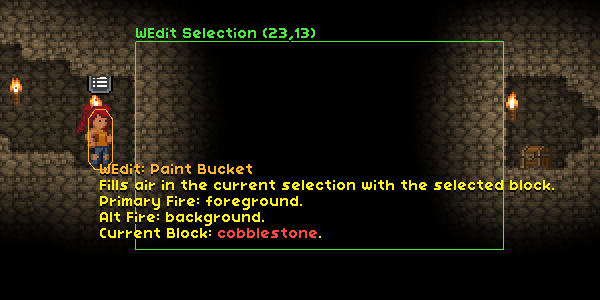 WEdit Selection (23,13)
WEdit: Paint Bucket
Fills air in the current selection with the selected block.
Primary Fire: foreground.
Alt Fire: background.
Current Block: cobblestone.